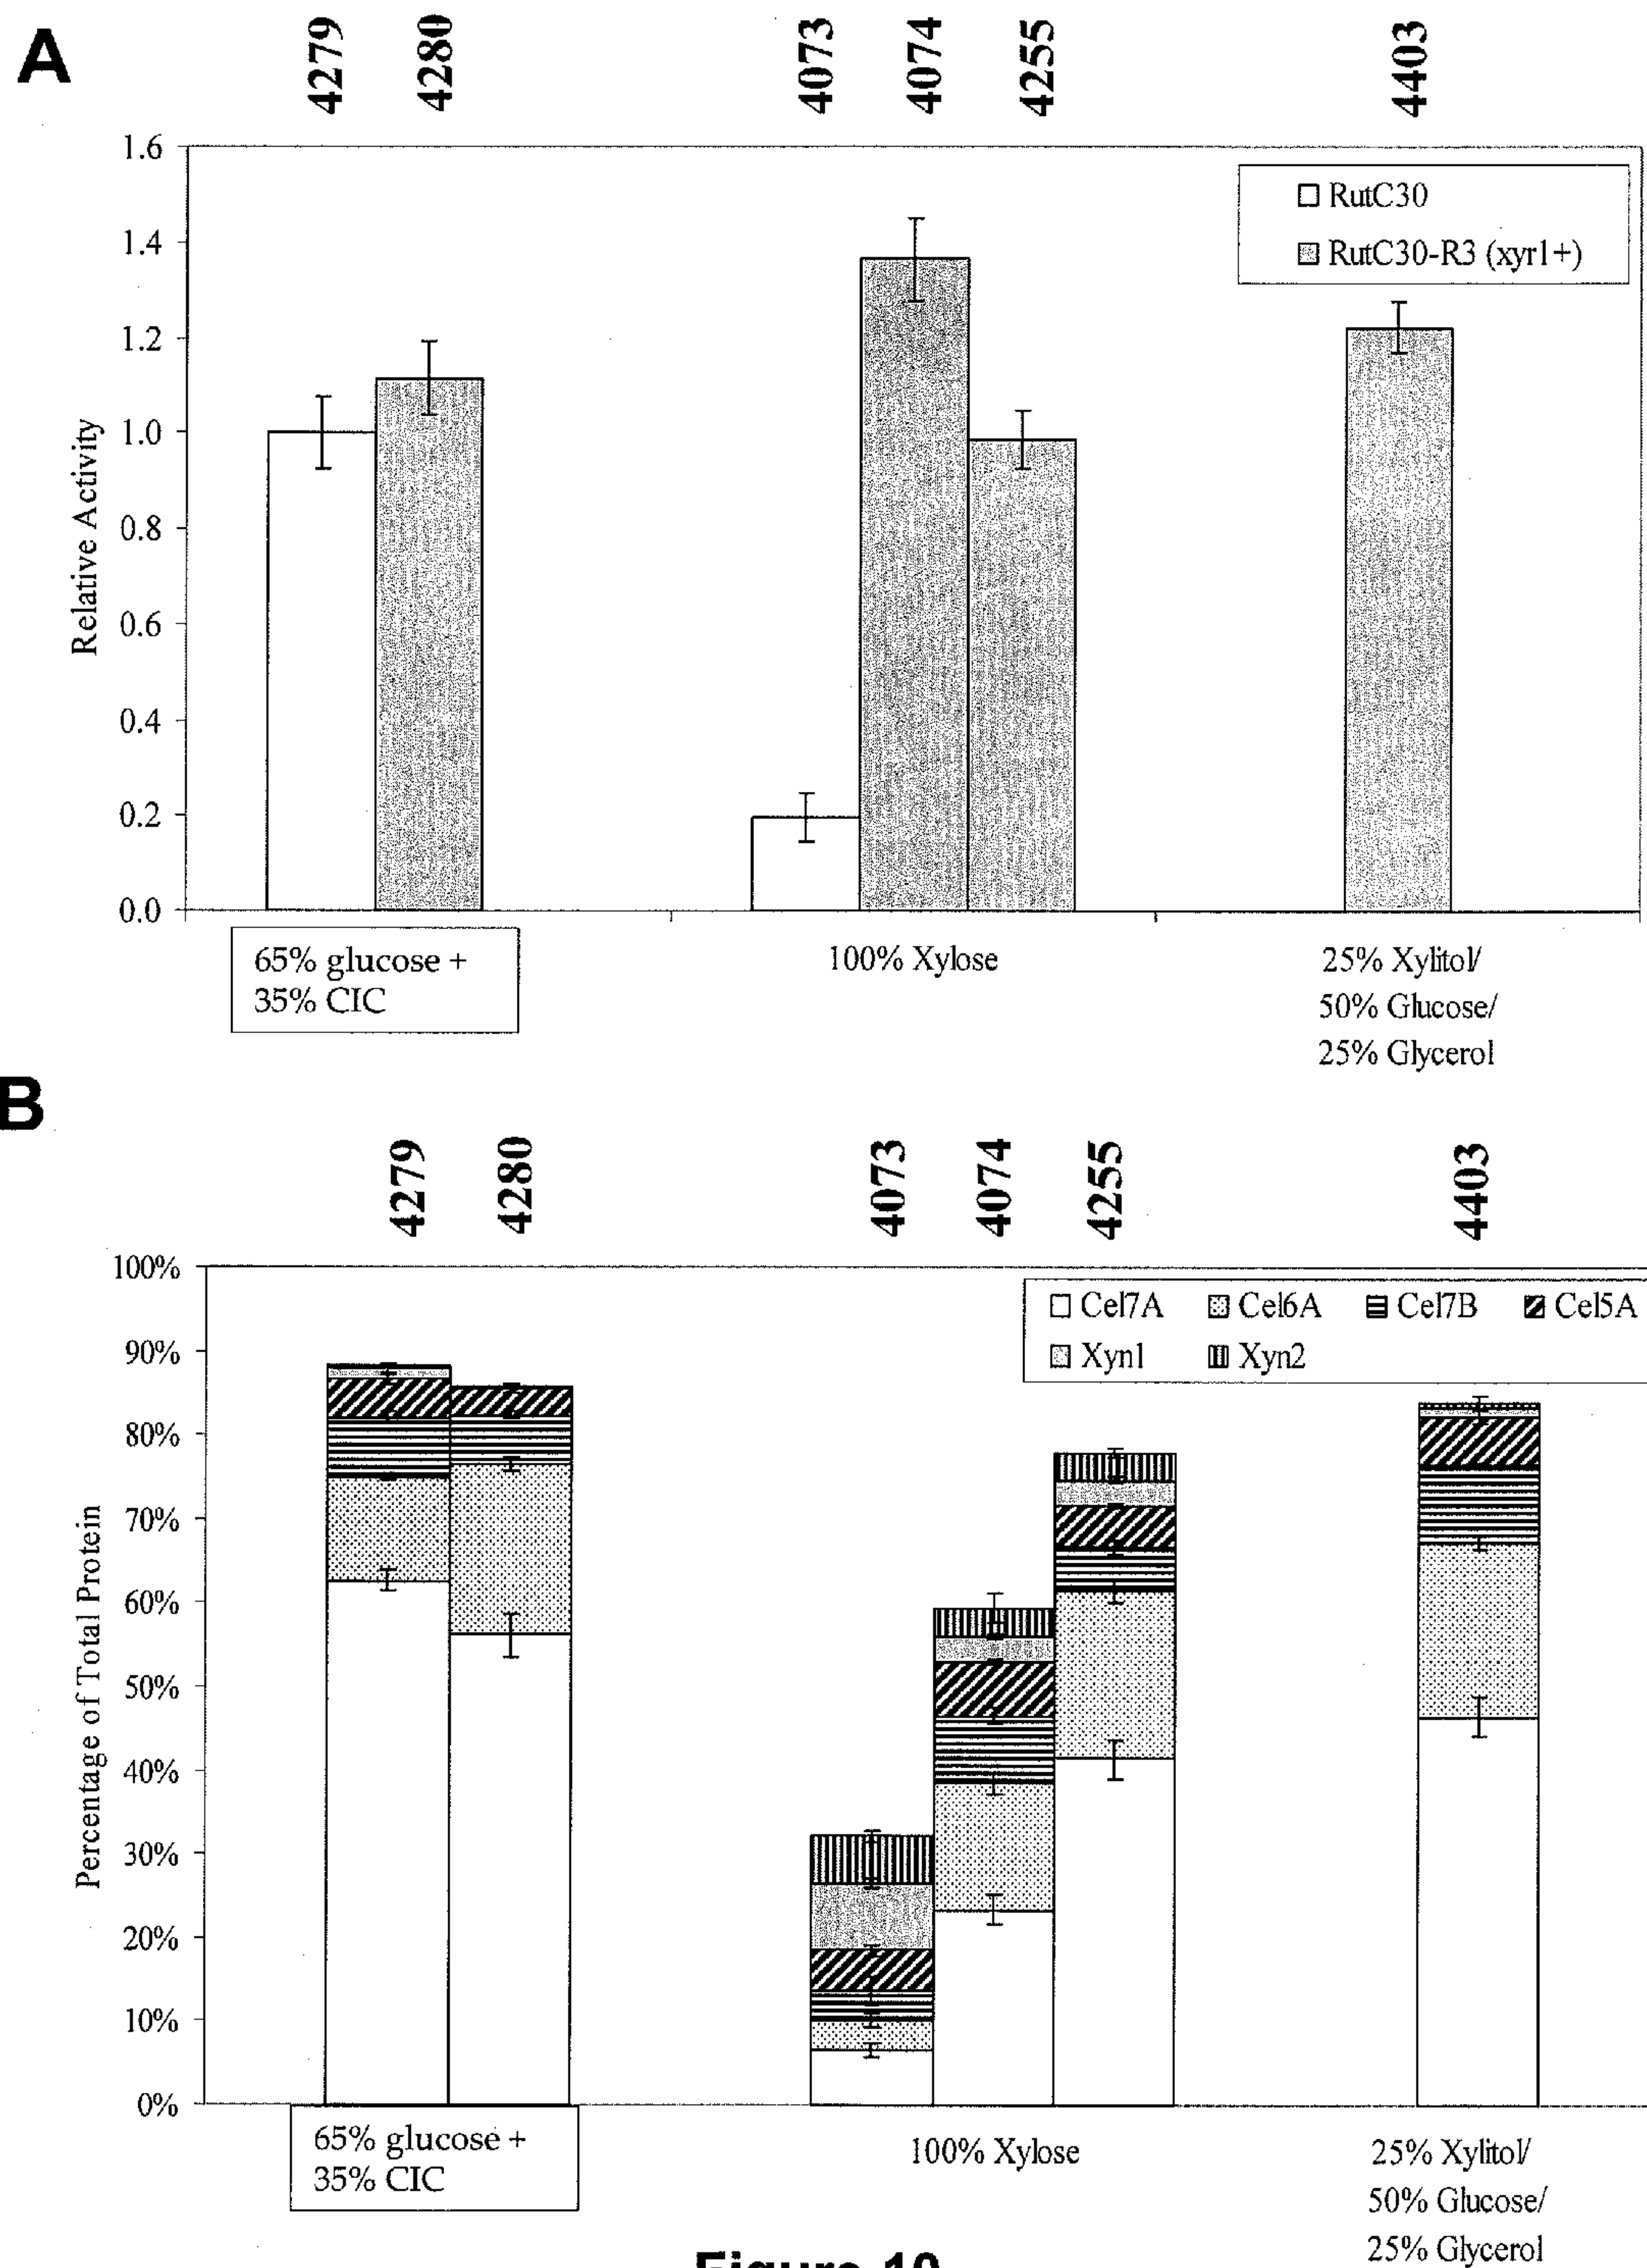 A
4279
4280
4073
4074
4255
4403
1.6
1.4
1.2
1.0
0.8
0.6
0.4
0.2
0.0
Relative Activity
RutC30
RutC30-R3 (xyr1+)
65% glucose +
35% CIC
100% Xylose
25% Xylitol/
50% Glucose/
25% Glycerol
B
4279
4280
4073
4074
4255
4403
100%
90%
80%
70%
60%
50%
40%
30%
20%
10%
0%
Percentage of Total Protein
Cel7A Cel6A Cel7B Cel5A
Xyn1 Xyn2
65% glucose +
35% CIC
100% Xylose
25% Xylitol/
50% Glucose/
25% Glycerol